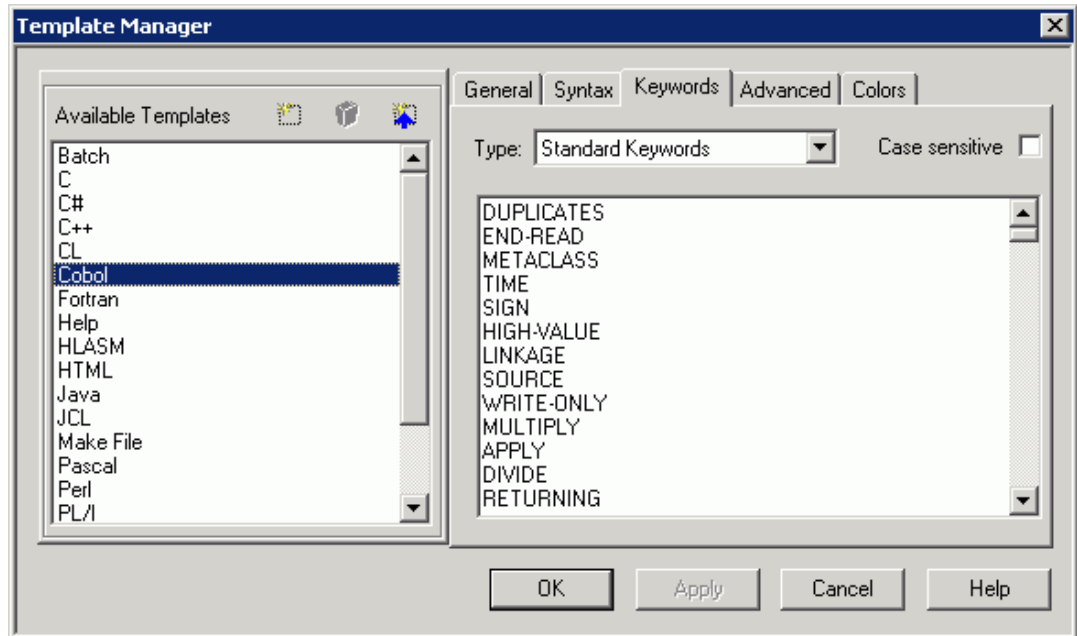 Template Manager
Available Templates
Batch
C
C#
C++
CL
Cobol
Fortran
Help
HLASM
HTML
Java
JCL
Make File
Pascal
Perl
PL/I
General Syntax Keywords Advanced Colors
Type: Standard Keywords Case sensitive
DUPLICATES
END-READ
METACLASS
TIME
SIGN
HIGH-VALUE
LINKAGE
SOURCE
WRITE-ONLY
MULTIPLY
APPLY
DIVIDE
RETURNING
OK Apply Cancel Help